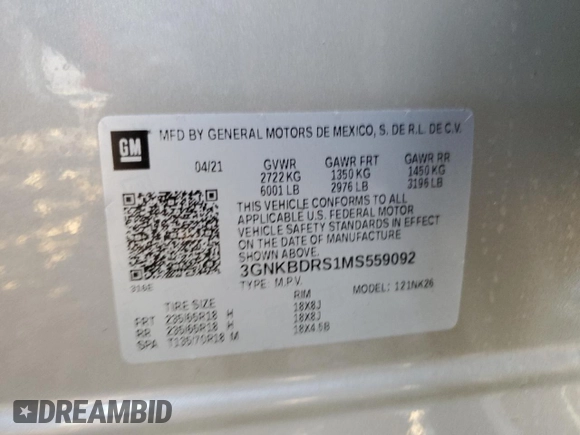 GM
MFD BY GENERAL MOTORS DE MEXICO, S. DE R.L. DE C.V.
04/21 GVWR GAWR FRT GAWR RR
2722 KG 1350 KG 1450 KG
6001 LB 2976 LB 3196 LB
THIS VEHICLE CONFORMS TO ALL
APPLICABLE U.S. FEDERAL MOTOR
VEHICLE SAFETY STANDARDS IN EFFECT
ON THE DATE OF MANUFACTURE
SHOWN ABOVE.
3GNKBDRS1MS559092
TYPE: M.P.V. MODEL: 121NK26
316E
TIRE SIZE RIM
FRT 235/65R18 H 18X8J
RR 235/65R18 H 18X8J
SPA T135/70R18 M 18X4.5B
DREAMBID